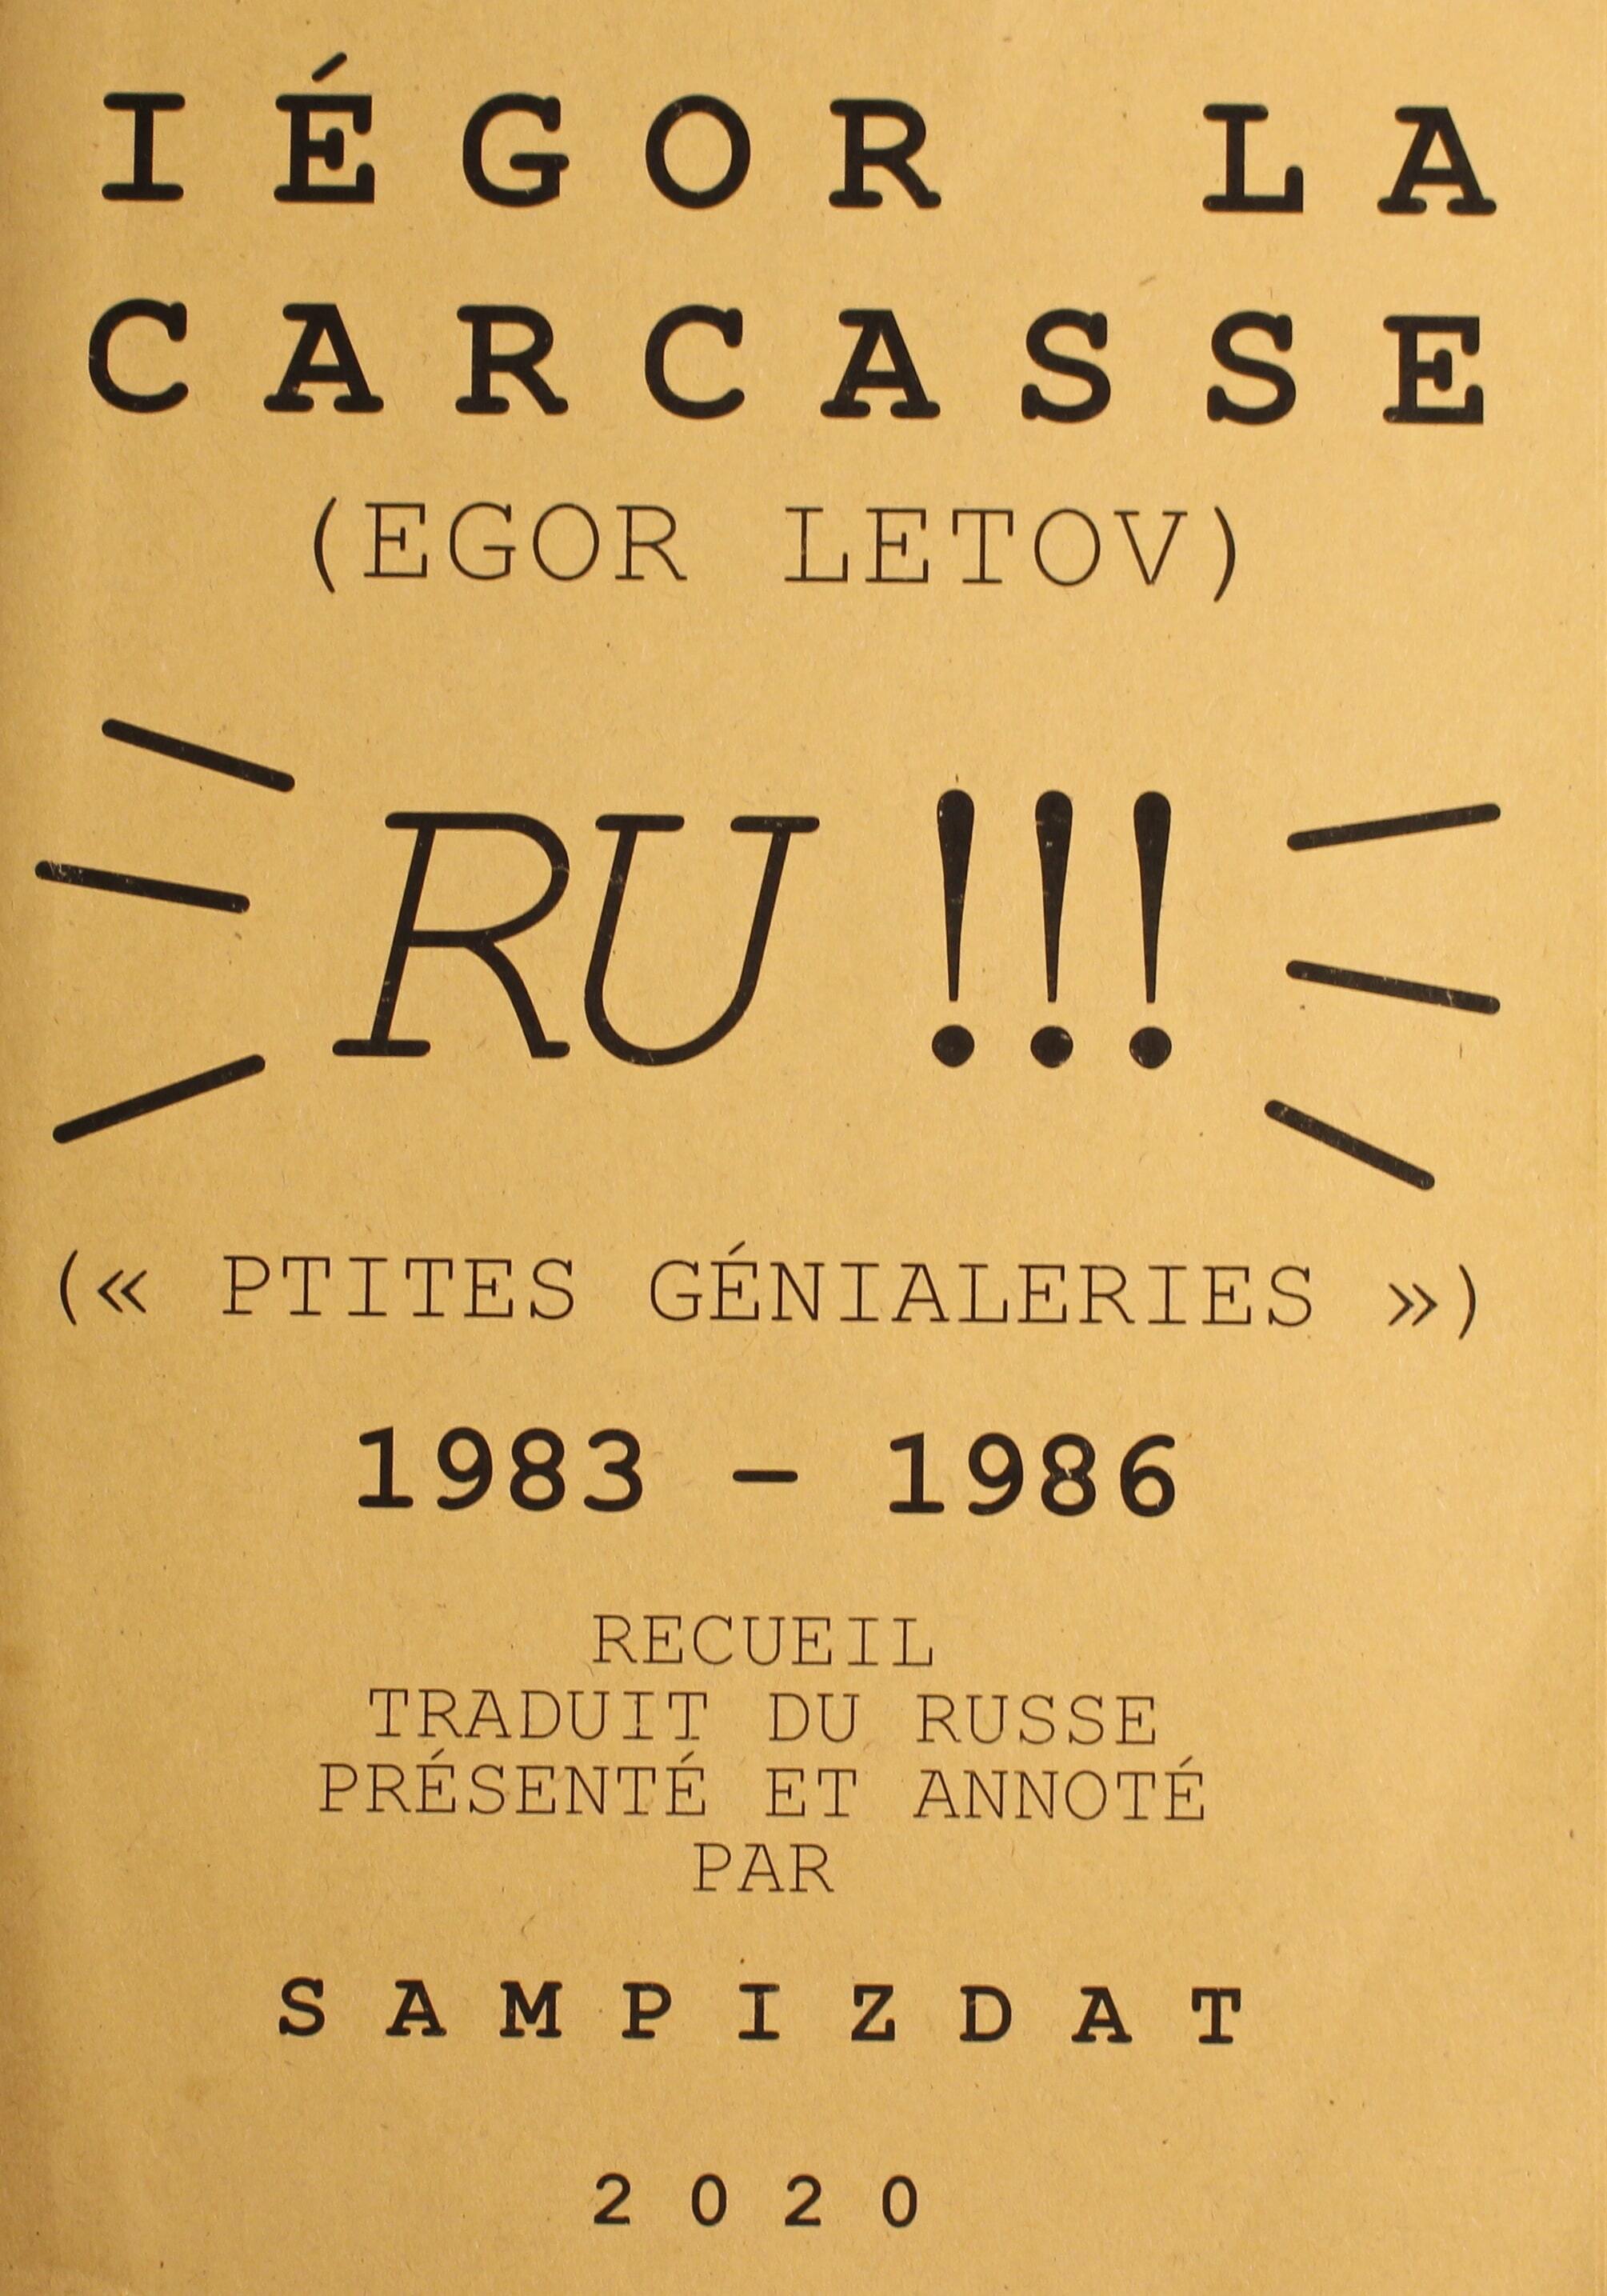 IÉGOR LA
CARCASSE
(EGOR LETOV)
RU !!!
(« PTITES GÉNIALERIES »)
1983 - 1986
RECUEIL
TRADUIT DU RUSSE
PRÉSENTÉ ET ANNOTÉ
PAR
SAMPIZDAT
2020